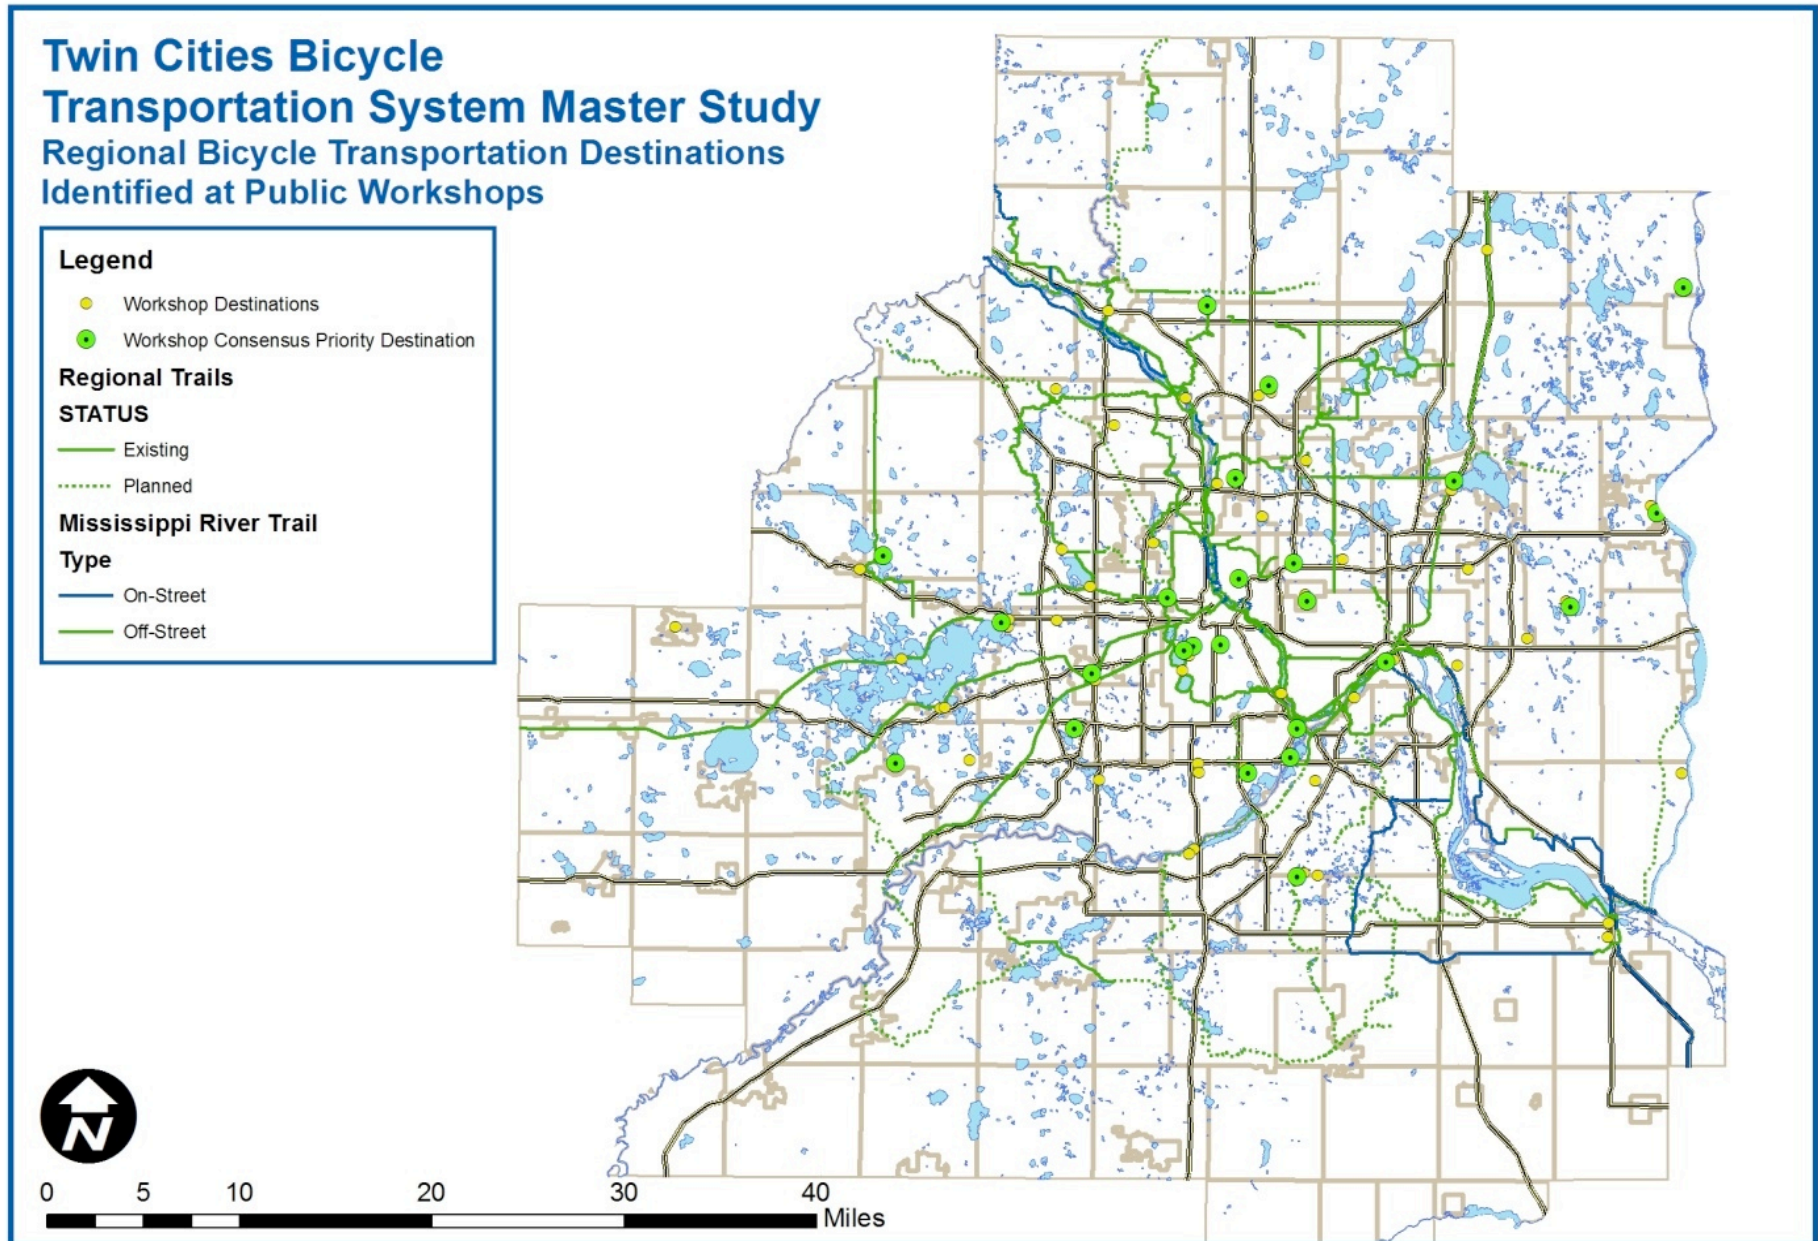 Twin Cities Bicycle
Transportation System Master Study
Regional Bicycle Transportation Destinations
Identified at Public Workshops
Legend
Workshop Destinations
Workshop Consensus Priority Destination
Regional Trails
STATUS
Existing
Planned
Mississippi River Trail
Type
On-Street
Off-Street
N
0 5 10 20 30 40
Miles